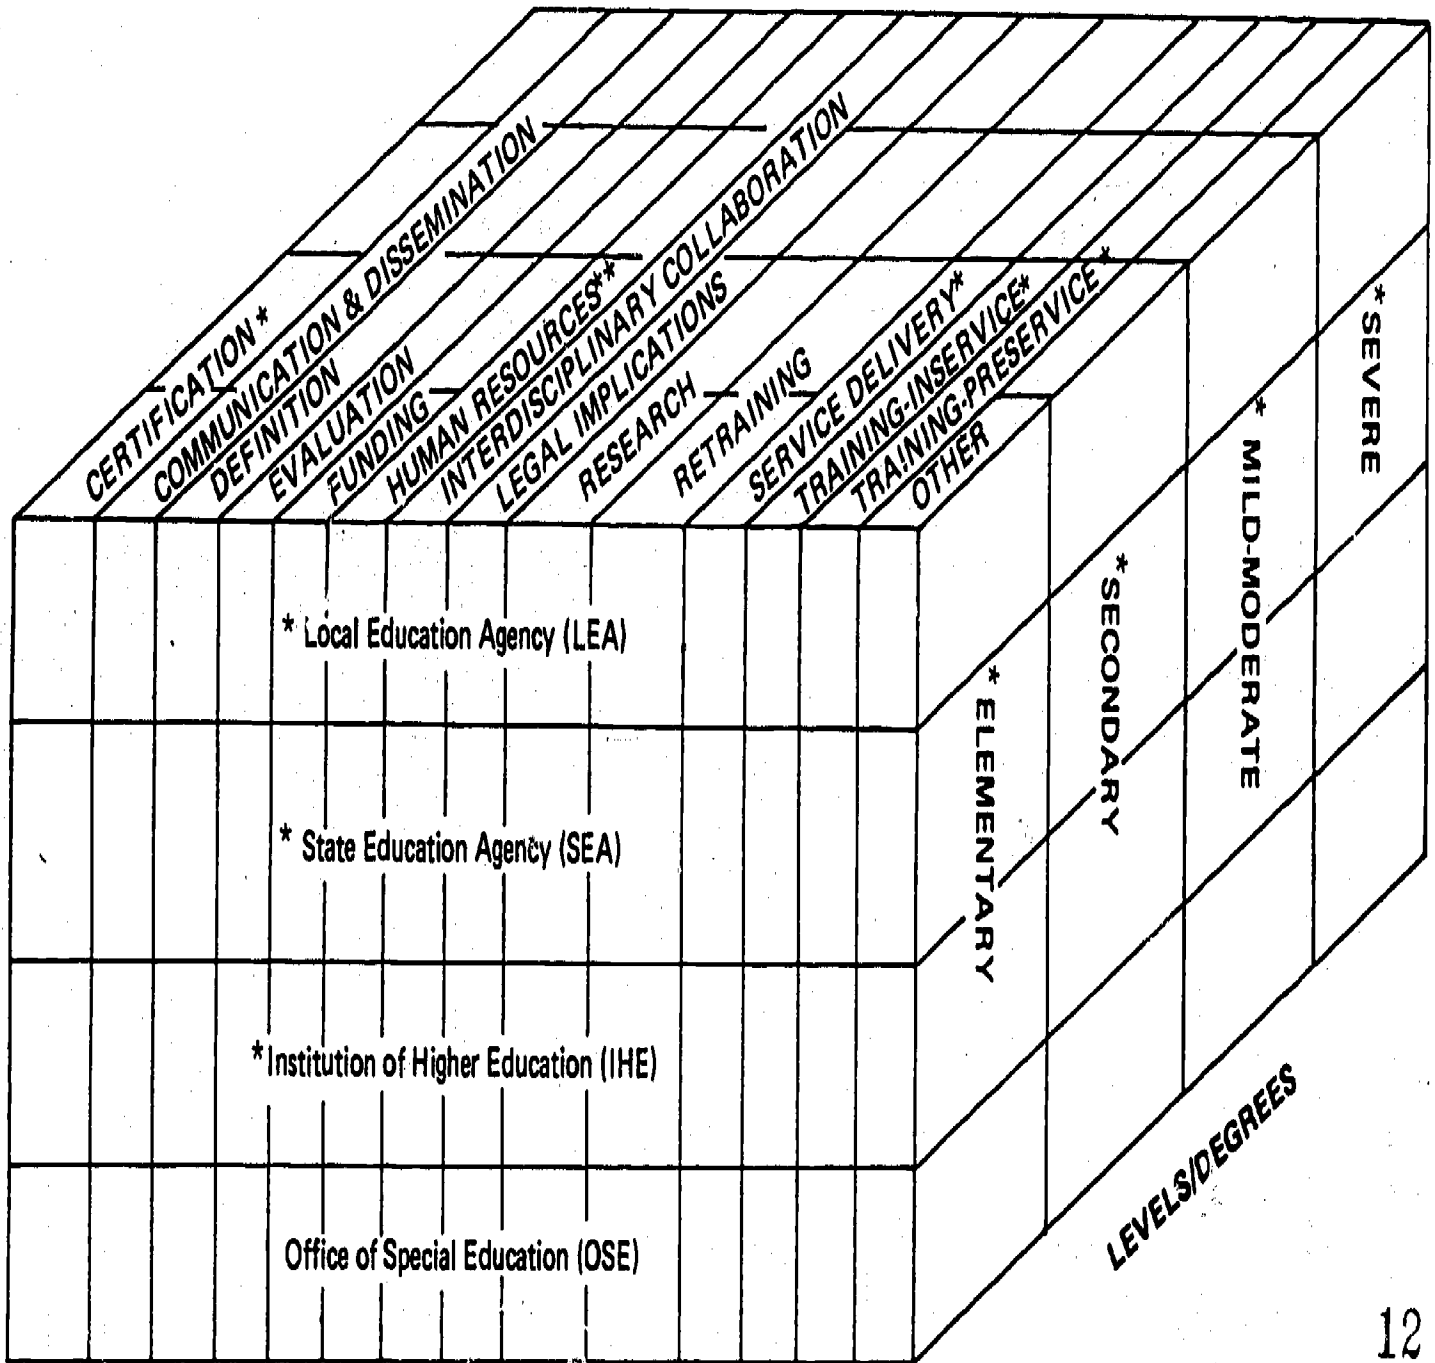 CERTIFICATION *
COMMUNICATION & DISSEMINATION
DEFINITION
EVALUATION
FUNDING
HUMAN RESOURCES**
INTERDISCIPLINARY COLLABORATION
LEGAL IMPLICATIONS
RESEARCH
RETRAINING
SERVICE DELIVERY*
TRAINING-INSERVICE*
TRAINING-PRESERVICE *
OTHER
* Local Education Agency (LEA)
* State Education Agency (SEA)
* Institution of Higher Education (IHE)
Office of Special Education (OSE)
* ELEMENTARY
* SECONDARY
* MILD-MODERATE
* SEVERE
LEVELS/DEGREES
12